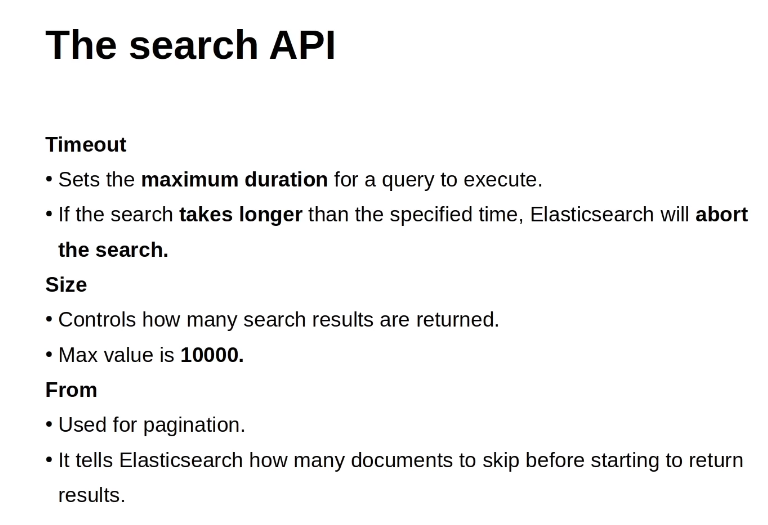 The search API
Timeout
• Sets the maximum duration for a query to execute.
• If the search takes longer than the specified time, Elasticsearch will abort
the search.
Size
• Controls how many search results are returned.
• Max value is 10000.
From
• Used for pagination.
• It tells Elasticsearch how many documents to skip before starting to return
results.